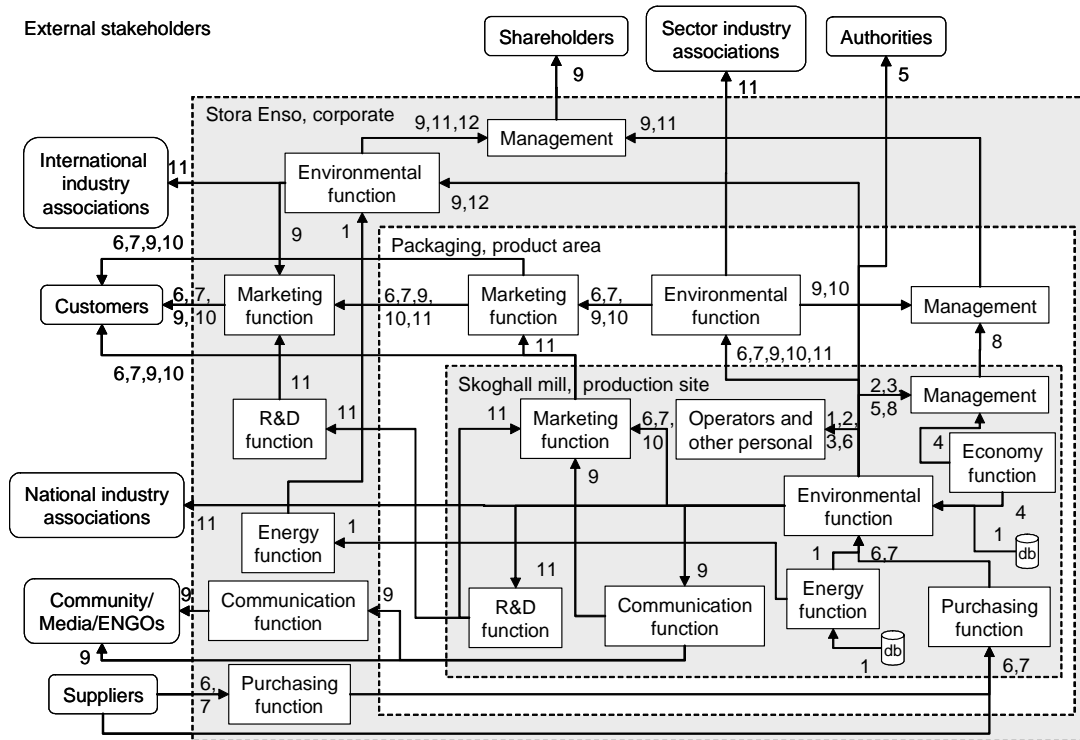 External stakeholders
Shareholders
Sector industry
associations
Authorities
9
11
5
Stora Enso, corporate
9,11,12
Management
9,11
International
industry
associations
11
Environmental
function
9,12
9
1
6,7,9,10
Packaging, product area
Customers
6, 7,
9, 10
Marketing
function
6,7,9,
10,11
Marketing
function
6,7,
9,10
Environmental
function
9,10
Management
6,7,9,10
11
6,7,9,10,11
8
Skoghall mill, production site
11
R&D
function
11
11
Marketing
function
6,7,
10
Operators and
other personal
1,2,
3,6
2,3,
5,8
Management
4
Economy
function
9
National industry
associations
11
Environmental
function
4
Energy
function
1
1
db
1
6,7
11
9
Community/
Media/ENGOs
9
Communication
function
9
R&D
function
Communication
function
Energy
function
Purchasing
function
db
1
9
Suppliers
6,
7
Purchasing
function
6,7